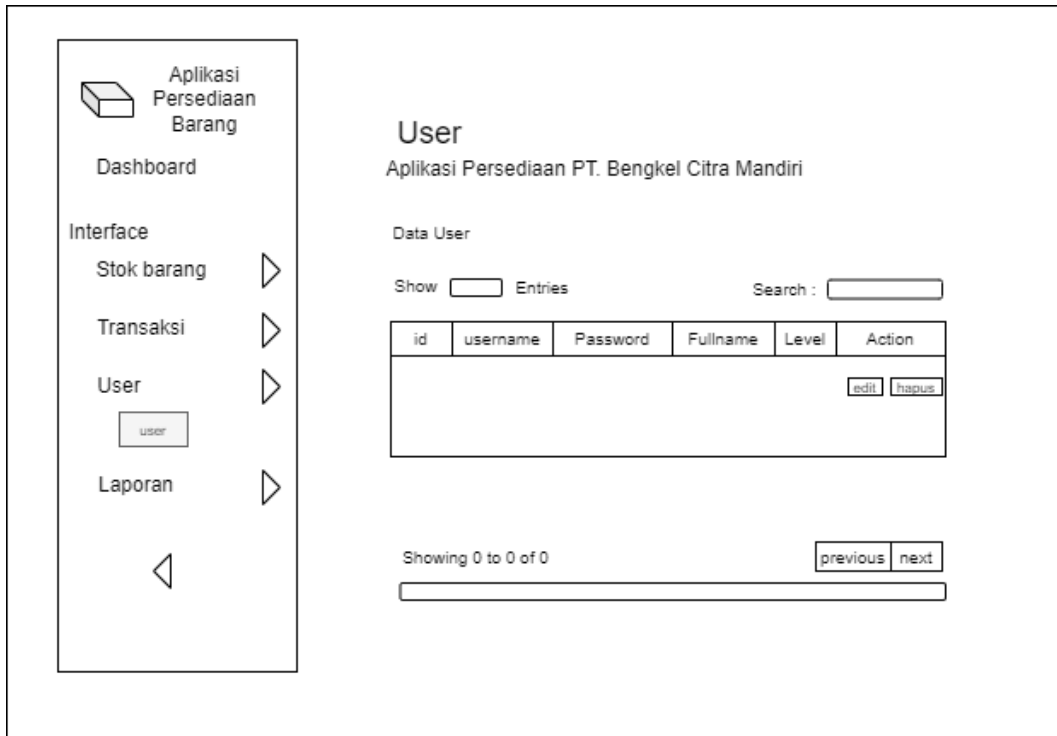 Aplikasi
Persediaan
Barang
Dashboard
Interface
Stok barang
Transaksi
User
user
Laporan
User
Aplikasi Persediaan PT. Bengkel Citra Mandiri
Data User
Show Entries Search :
id username Password Fullname Level Action
edit hapus
Showing 0 to 0 of 0 previous next